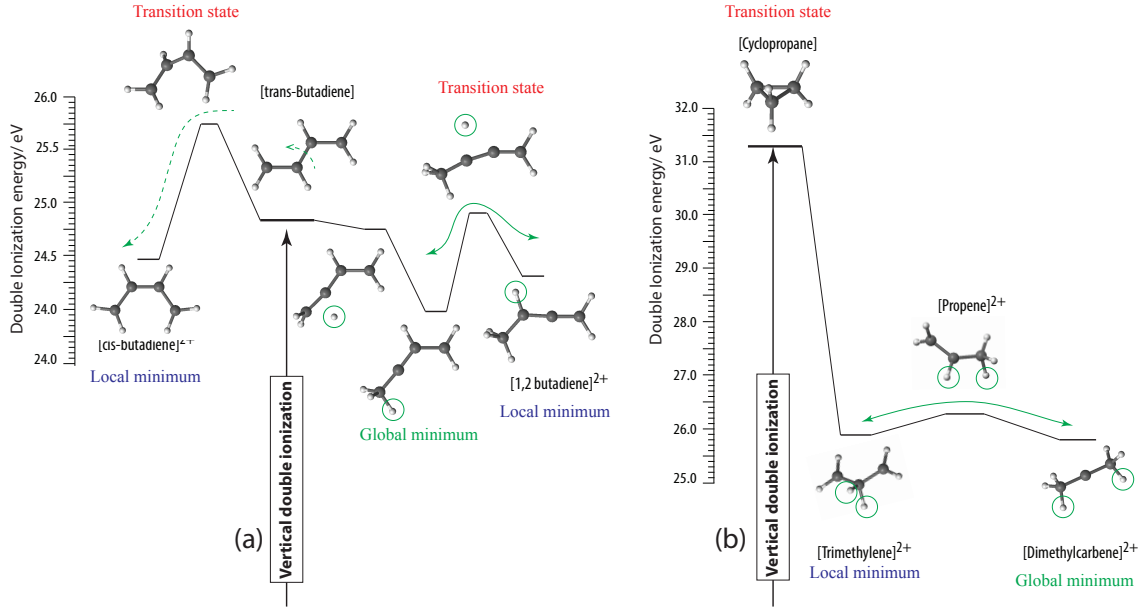 Transition state
[trans-Butadiene]
Transition state
Double Ionization energy/ eV
26.0
25.5
25.0
24.5
24.0
24.0
[cis-butadiene]2+
Local minimum
Vertical double ionization
Global minimum
[1,2 butadiene]2+
Local minimum
(a)
Transition state
[Cyclopropane]
Double Ionization energy/ eV
32.0
31.0
30.0
29.0
28.0
27.0
26.0
25.0
Vertical double ionization
[Propene]2+
[Trimethylene]2+
Local minimum
[Dimethylcarbene]2+
Global minimum
(b)